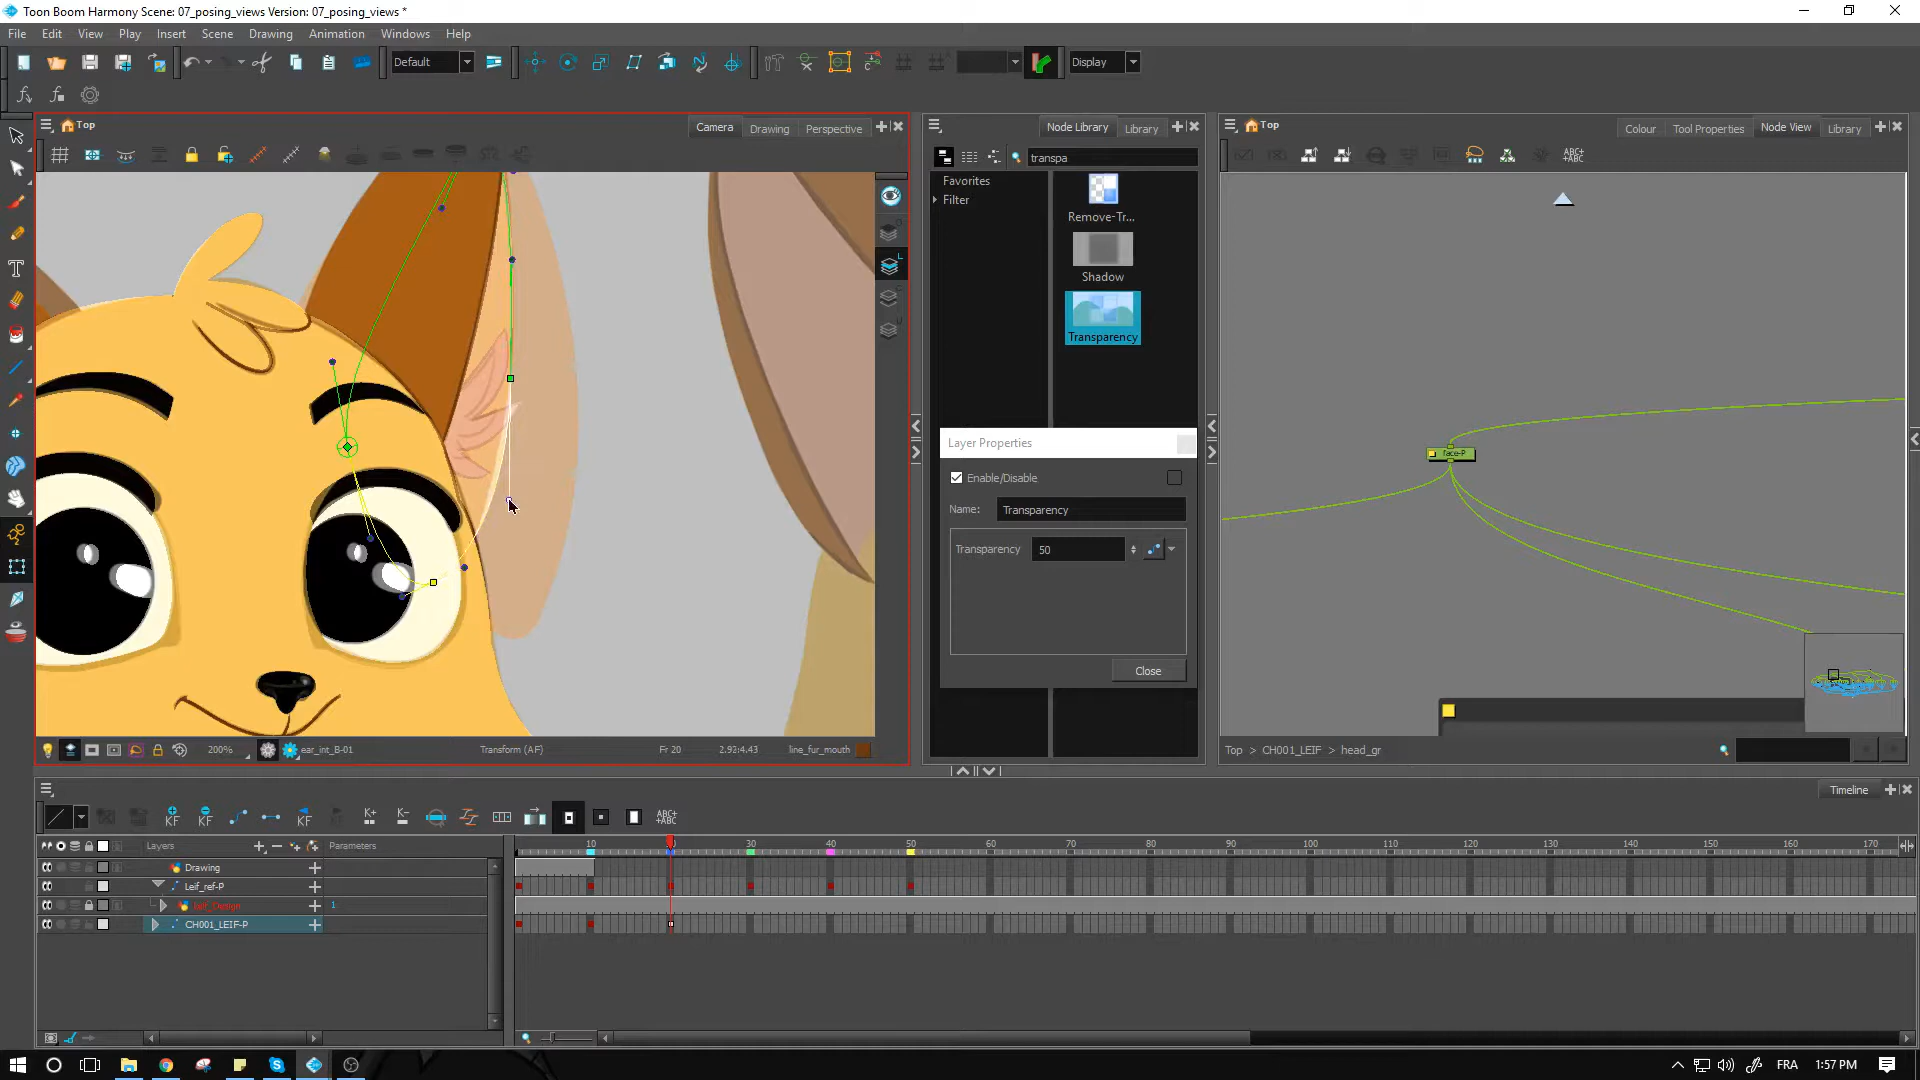 Toon Boom Harmony Scene: 07_posing_views Version: 07_posing_views *
File Edit View Play Insert Scene Drawing Animation Windows Help
Default
Display
Top
Camera
Drawing
Perspective
Node Library
Library
Top
Colour
Tool Properties
Node View
Library
transpa
ABC+
ABC+
Favorites
Filter
Remove-Tr...
Shadow
Transparency
Layer Properties
Enable/Disable
Name: Transparency
Transparency 50
Close
face-P
200%
ear_int_B-01
Transform (AF)
Fr 20
2.92:4.43
line_fur_mouth
Top > CH001_LEIF > head_gr
Timeline
KF
KF
KF
K+
K-
ABC+
ABC+
Layers
Parameters
10 30 40 50 60 70 80 90 100 110 120 130 140 150 160 170
Drawing
Leif_ref-P
1
CH001_LEIF-P
FRA
1:57 PM